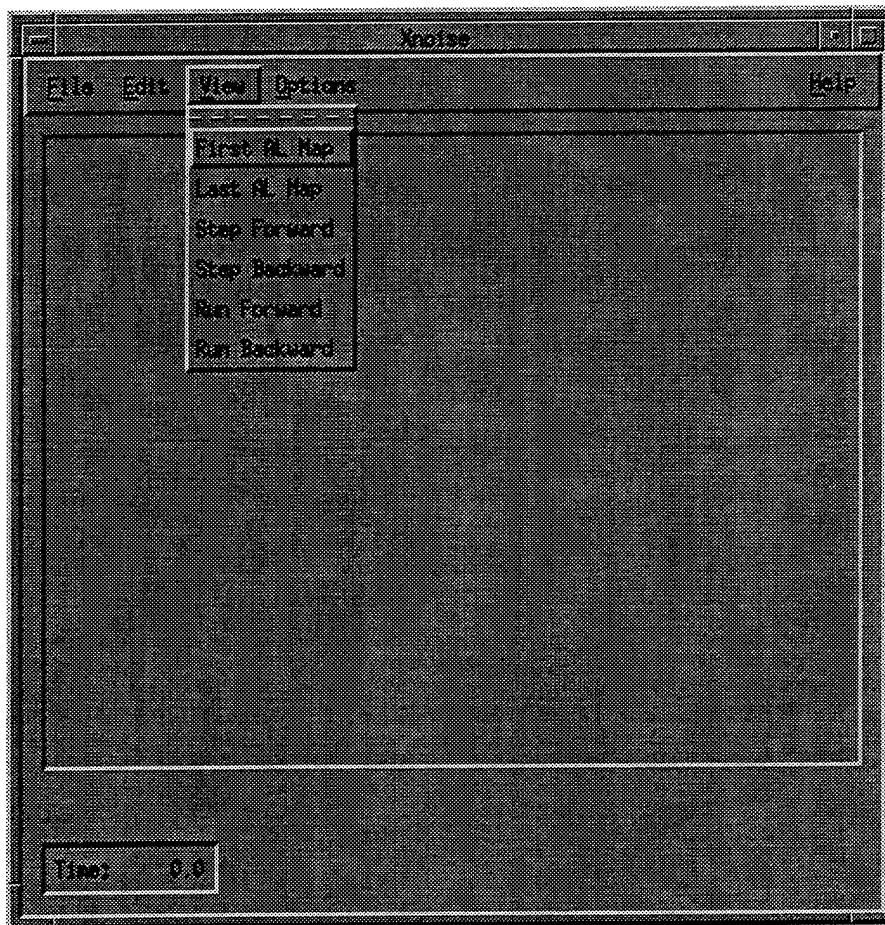 Xnoise
File Edit View Options Help
First AL Map
Last AL Map
Step Forward
Step Backward
Run Forward
Run Backward
Time: 0.0